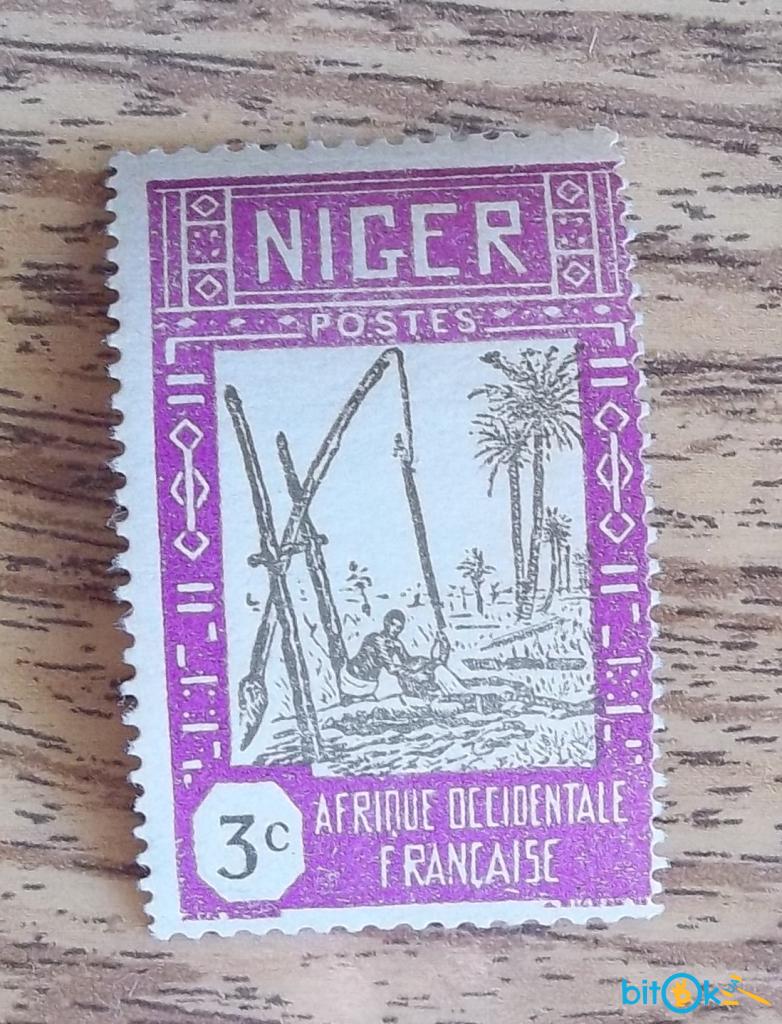 NIGER
POSTES
3c
AFRIQUE OCCIDENTALE
FRANCAISE
bitOk